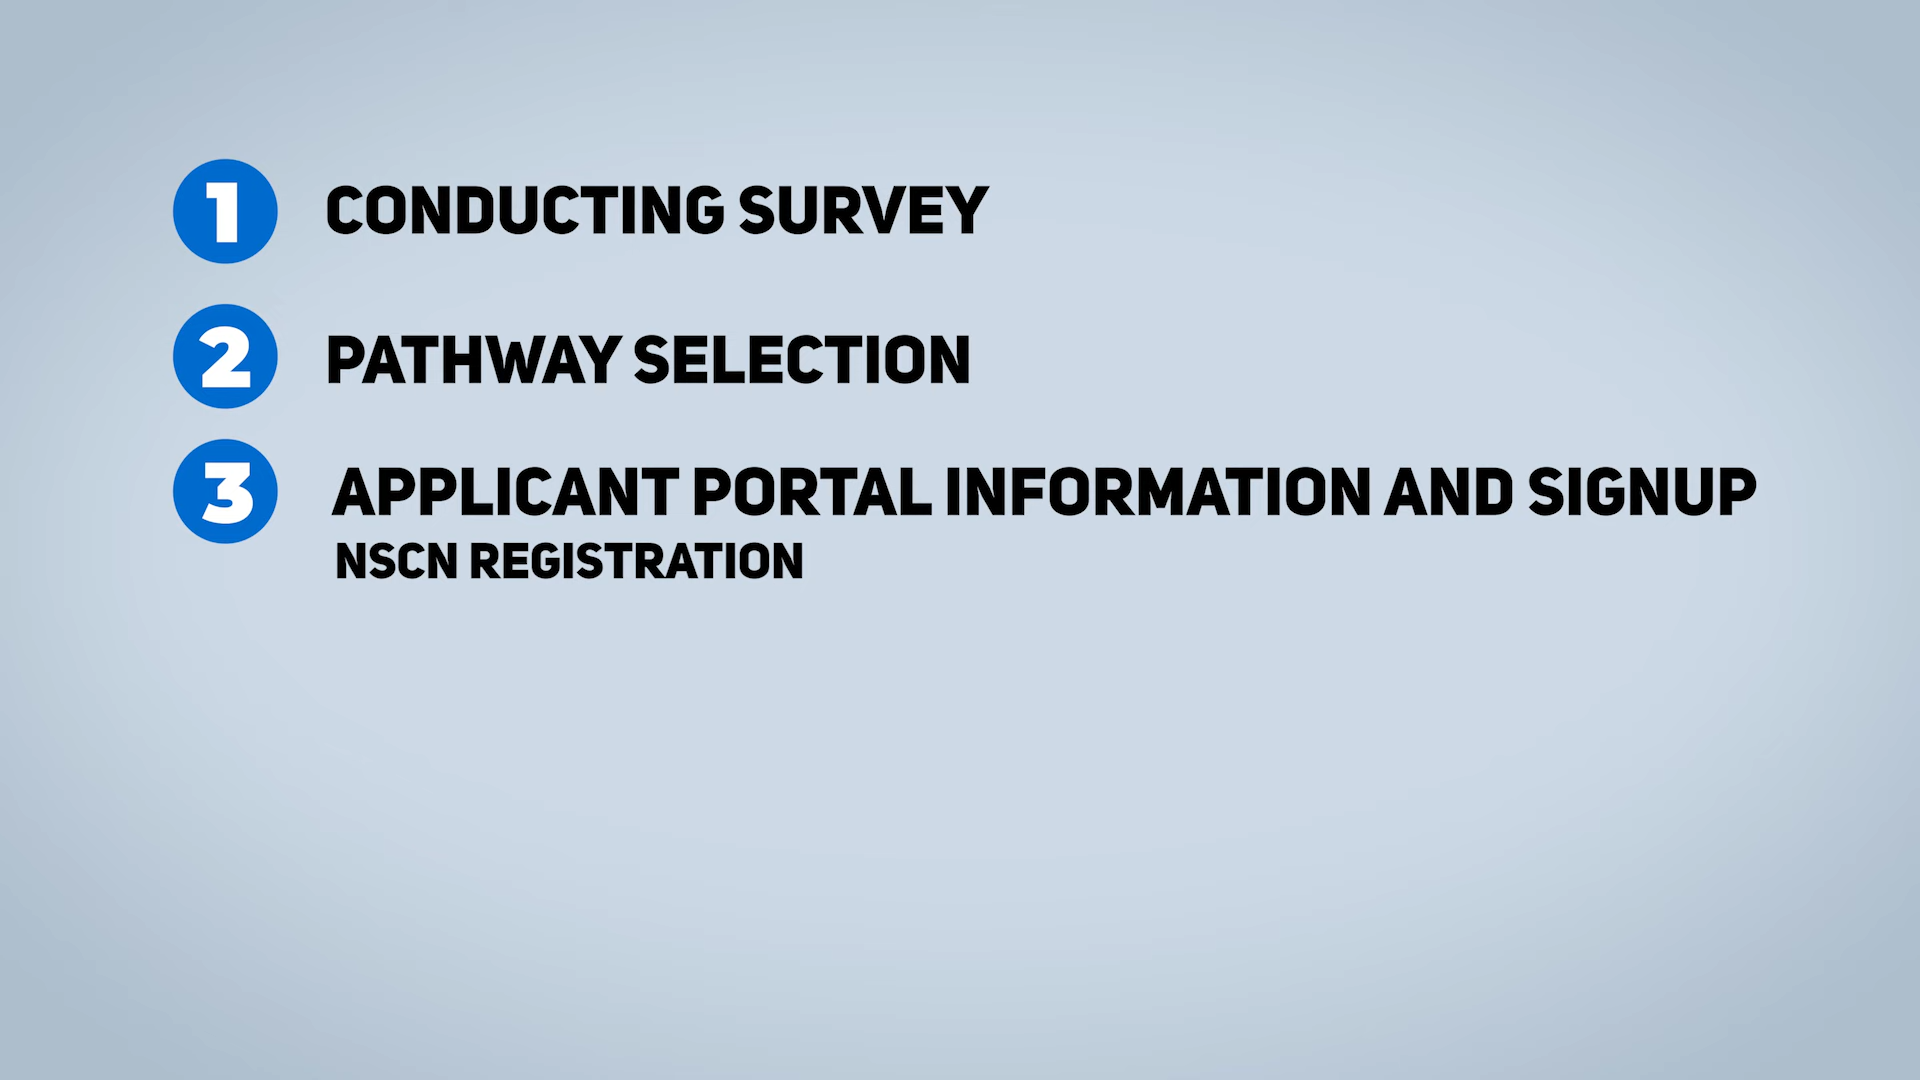 1 CONDUCTING SURVEY
2 PATHWAY SELECTION
3 APPLICANT PORTAL INFORMATION AND SIGNUP
NSCN REGISTRATION